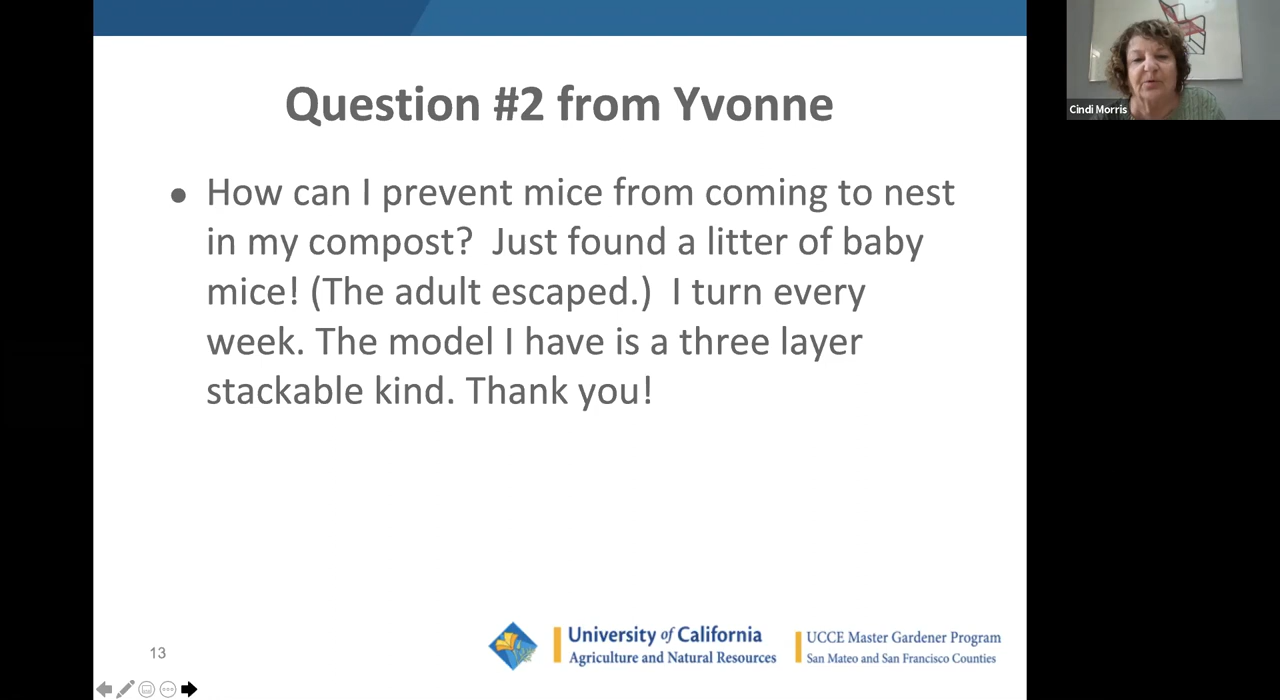 Question #2 from Yvonne
Cindi Morris
• How can I prevent mice from coming to nest
in my compost?  Just found a litter of baby
mice! (The adult escaped.)  I turn every
week. The model I have is a three layer
stackable kind. Thank you!
University of California
Agriculture and Natural Resources
UCCE Master Gardener Program
San Mateo and San Francisco Counties
13